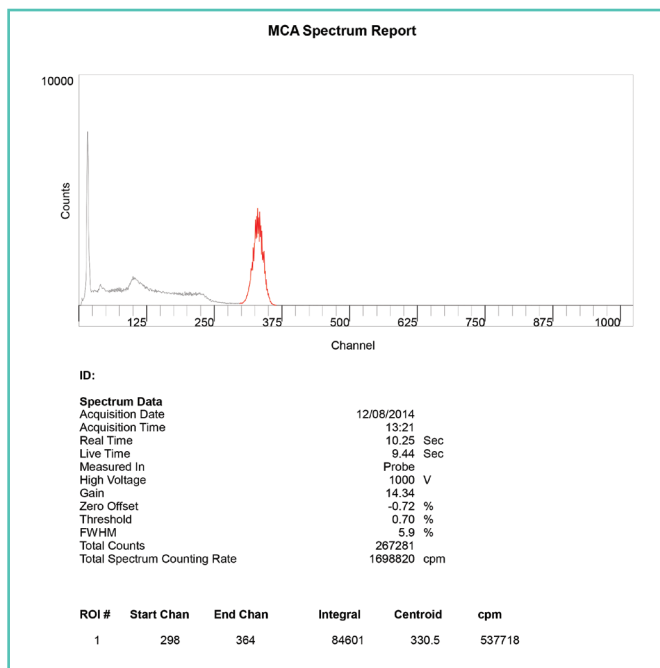 MCA Spectrum Report
10000
Counts
125 250 375 500 625 750 875 1000
Channel
ID:
Spectrum Data
Acquisition Date 12/08/2014
Acquisition Time 13:21
Real Time 10.25 Sec
Live Time 9.44 Sec
Measured In Probe
High Voltage 1000 V
Gain 14.34
Zero Offset -0.72 %
Threshold 0.70 %
FWHM 5.9 %
Total Counts 267281
Total Spectrum Counting Rate 1698820 cpm
ROI # Start Chan End Chan Integral Centroid cpm
1 298 364 84601 330.5 537718